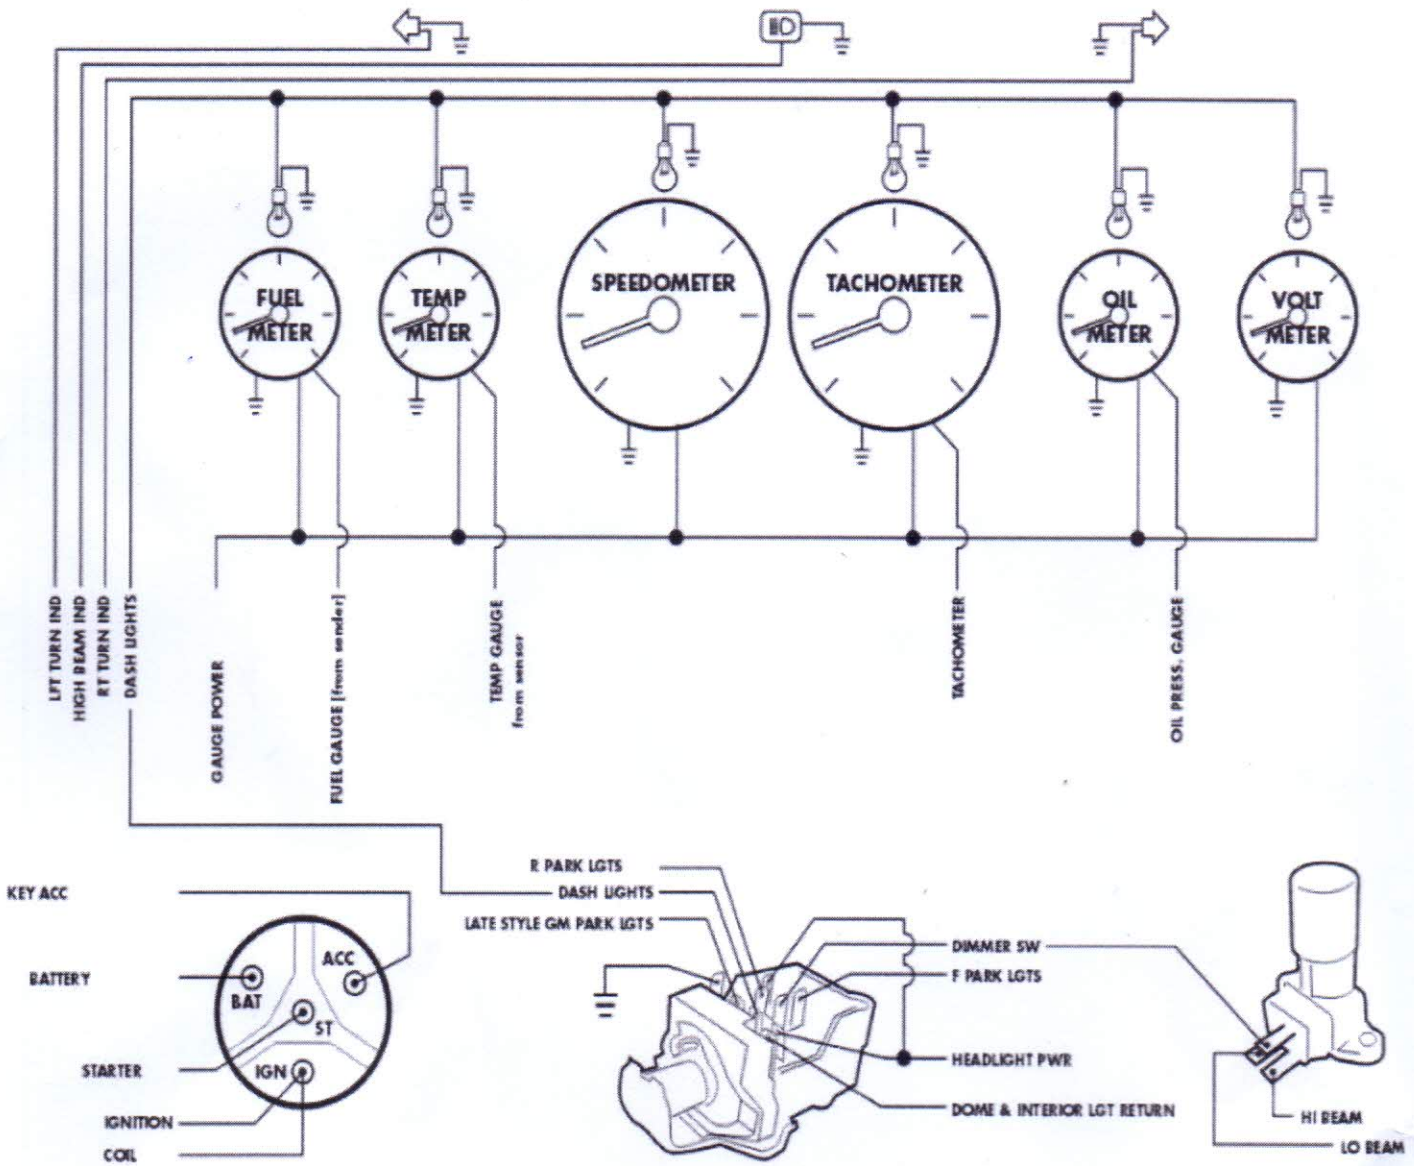 FUEL
METER
TEMP
METER
SPEEDOMETER
TACHOMETER
OIL
METER
VOLT
METER
LFT TURN IND
HIGH BEAM IND
RT TURN IND
DASH LIGHTS
GAUGE POWER
FUEL GAUGE [from sender]
TEMP GAUGE
from sensor
TACHOMETER
OIL PRESS. GAUGE
KEY ACC
BATTERY
STARTER
IGNITION
COIL
ACC
BAT
ST
IGN
R PARK LGTS
DASH LIGHTS
LATE STYLE GM PARK LGTS
DIMMER SW
F PARK LGTS
HEADLIGHT PWR
DOME & INTERIOR LGT RETURN
HI BEAM
LO BEAM